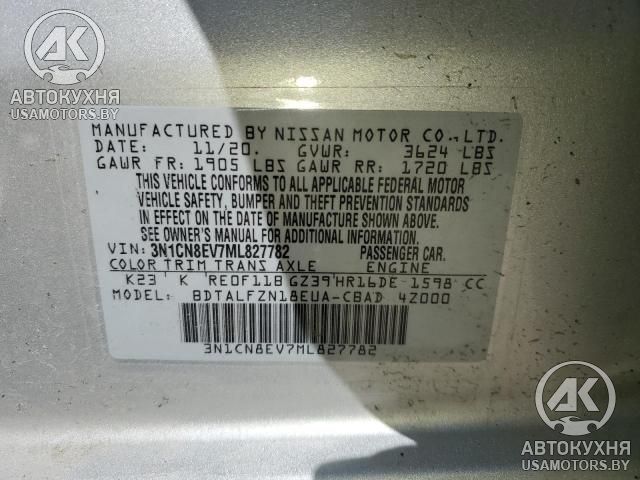 AK
АВТОКУХНЯ
USAMOTORS.BY
MANUFACTURED BY NISSAN MOTOR CO., LTD.
DATE: 11/20. GVWR: 3624 LBS
GAWR FR: 1905 LBS GAWR RR: 1720 LBS
THIS VEHICLE CONFORMS TO ALL APPLICABLE FEDERAL MOTOR
VEHICLE SAFETY, BUMPER AND THEFT PREVENTION STANDARDS
IN EFFECT ON THE DATE OF MANUFACTURE SHOWN ABOVE.
SEE OWNER'S MANUAL FOR ADDITIONAL INFORMATION
VIN: 3N1CN8EV7ML827782 PASSENGER CAR.
COLOR TRIM TRANS AXLE ENGINE
K23 K RE0F11B GZ39 HR16DE-1598 CC
MODEL: BDTALFZN18EUA-CBAD 4Z000
3N1CN8EV7ML827782
AK
АВТОКУХНЯ
USAMOTORS.BY